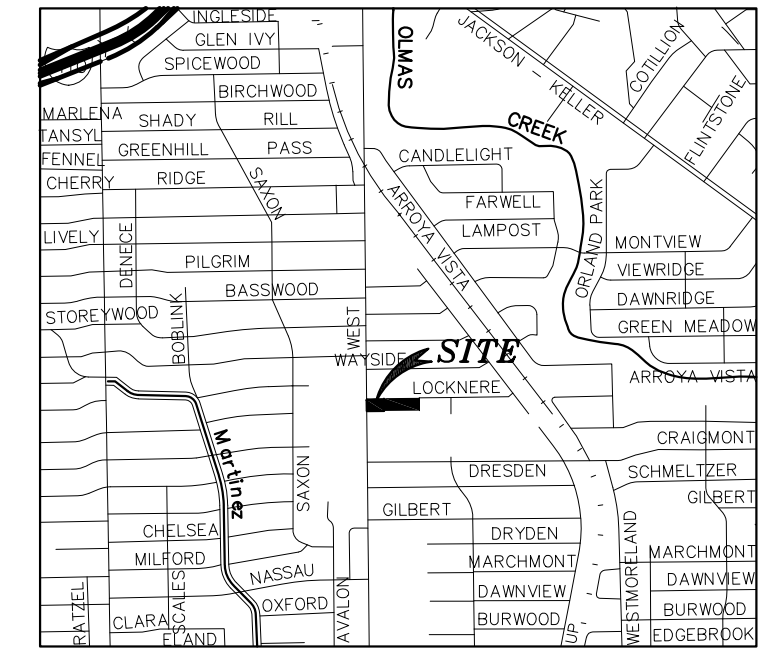 INGLESIDE
GLEN IVY
SPICEWOOD
BIRCHWOOD
MARLENA
SHADY
RILL
TANSYL
FENNEL
GREENHILL
PASS
CHERRY
RIDGE
SAXON
LIVELY
DENECE
PILGRIM
BASSWOOD
STOREYWOOD
BOBLINK
WEST
WAYSIDE
SITE
LOCKNERE
OLMAS
CREEK
JACKSON – KELLER
COTILLION
FLINTSTONE
CANDLELIGHT
ARROYA VISTA
FARWELL
LAMPOST
ORLAND PARK
MONTVIEW
VIEWRIDGE
DAWNRIDGE
GREEN MEADOW
ARROYA VISTA
CRAIGMONT
Martinez
SAXON
DRESDEN
SCHMELTZER
GILBERT
GILBERT
CHELSEA
DRYDEN
MILFORD
MARCHMONT
MARCHMONT
NASSAU
DAWNVIEW
DAWNVIEW
RATZEL
SCALES
OXFORD
AVALON
CLARA
BURWOOD
BURWOOD
ELAND
UP
WESTMORELAND
EDGEBROOK